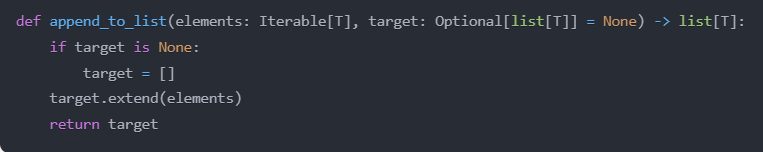 def append_to_list(elements: Iterable[T], target: Optional[list[T]] = None) -> list[T]:
    if target is None:
        target = []
    target.extend(elements)
    return target